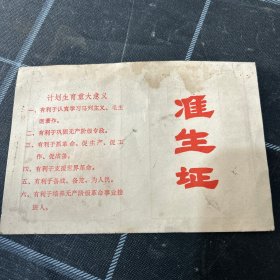 计划生育重大意义
一、有利于认真学习马列主义、毛主
席著作。
二、有利于巩固无产阶级专政。
三、有利于抓革命，促生产，促工
作，促战备。
四、有利于支援世界革命。
五、有利于备战、备荒、为人民。
六、有利于培养无产阶级革命事业接
班人。
准生证